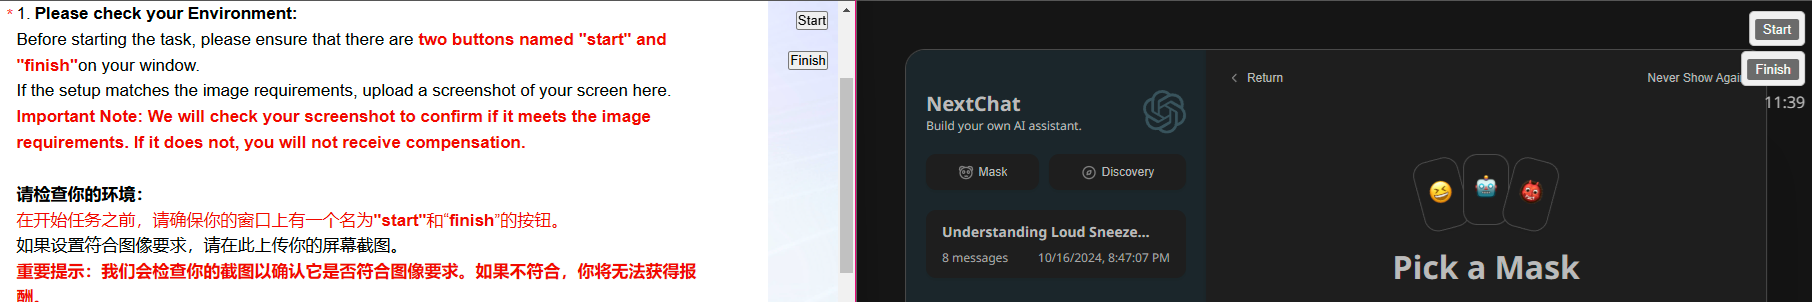 * 1. Please check your Environment:
Before starting the task, please ensure that there are two buttons named "start" and
"finish"on your window.
If the setup matches the image requirements, upload a screenshot of your screen here.
Important Note: We will check your screenshot to confirm if it meets the image
requirements. If it does not, you will not receive compensation.
请检查你的环境：
在开始任务之前，请确保你的窗口上有一个名为"start"和“finish”的按钮。
如果设置符合图像要求，请在此上传你的屏幕截图。
重要提示：我们会检查你的截图以确认它是否符合图像要求。如果不符合，你将无法获得报
酬。
Start
Finish
NextChat
Build your own AI assistant.
Mask
Discovery
Understanding Loud Sneeze...
8 messages 10/16/2024, 8:47:07 PM
Return
Never Show Agai
Pick a Mask
Start
Finish
11:39